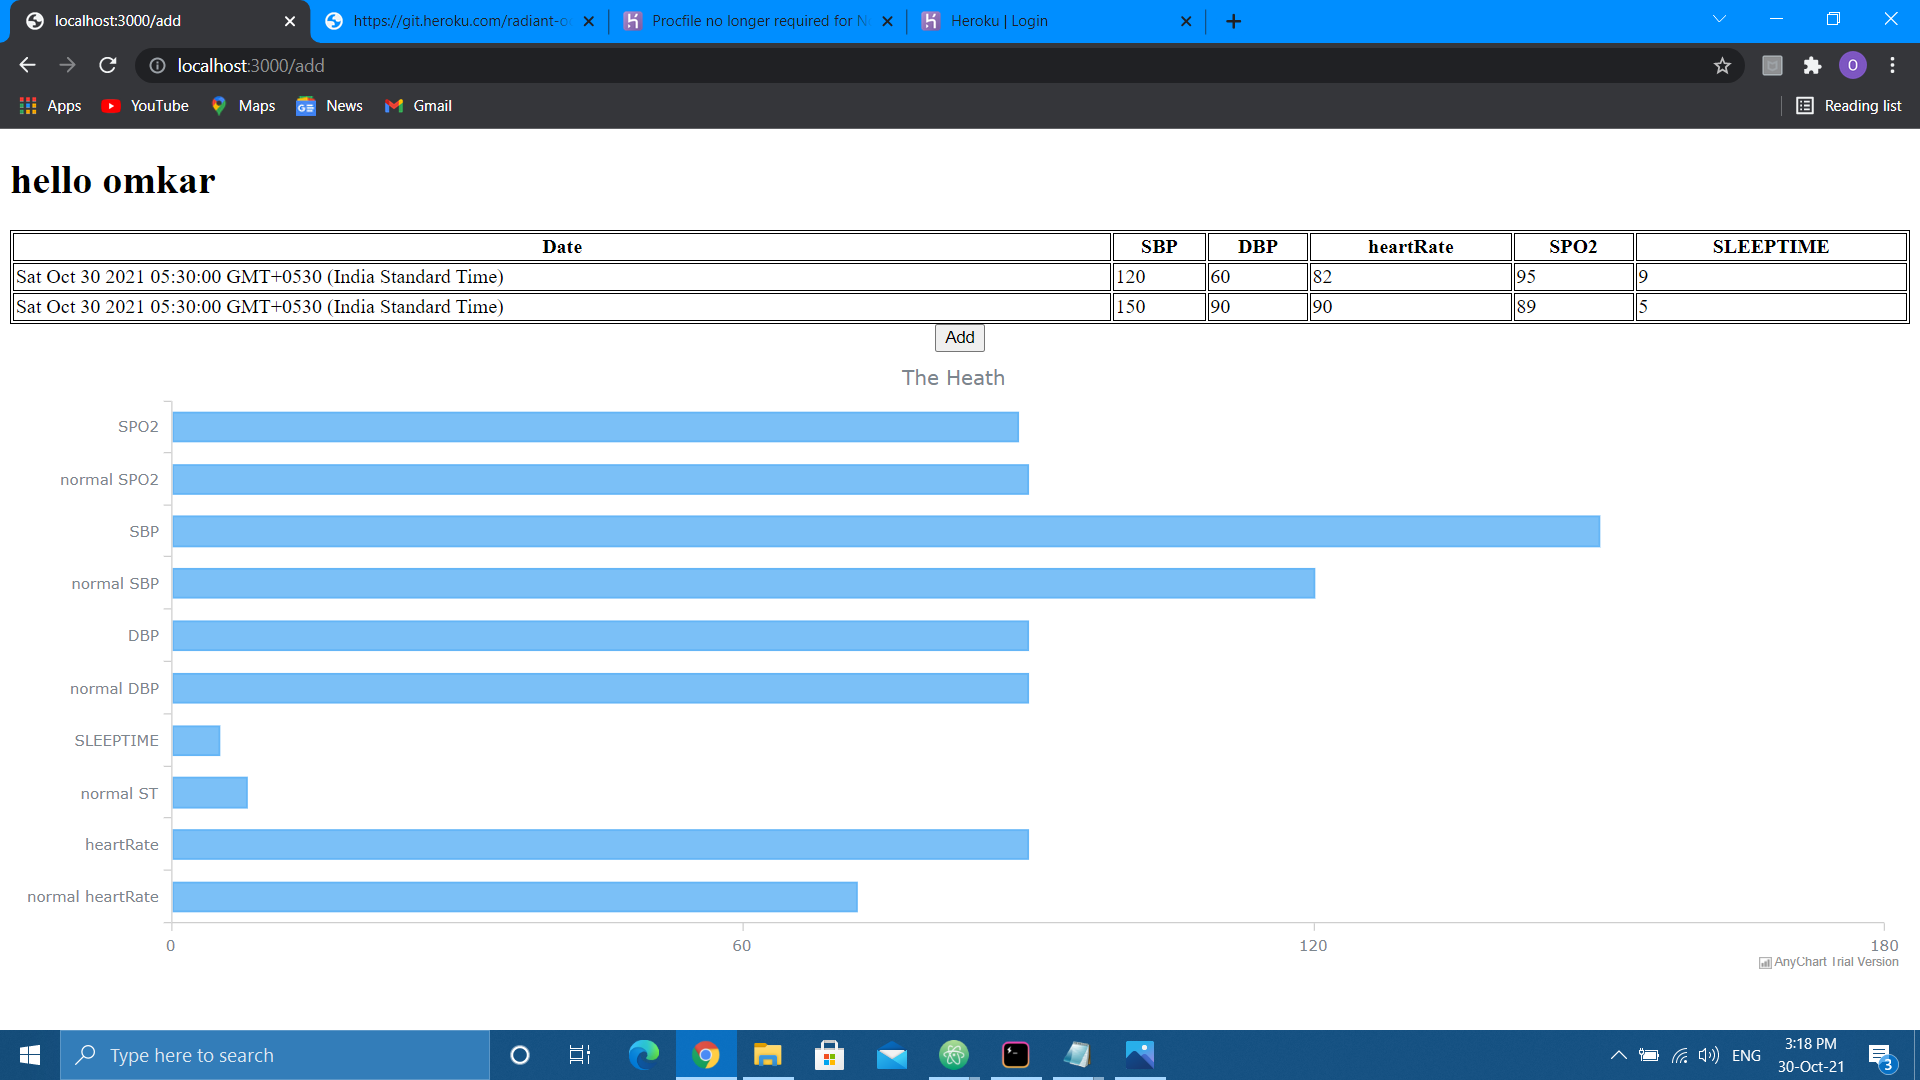 localhost:3000/add
https://git.heroku.com/radiant-o
Procfile no longer required for N
Heroku | Login
localhost:3000/add
Apps
YouTube
Maps
News
Gmail
Reading list
hello omkar
Date SBP DBP heartRate SPO2 SLEEPTIME
Sat Oct 30 2021 05:30:00 GMT+0530 (India Standard Time) 120 60 82 95 9
Sat Oct 30 2021 05:30:00 GMT+0530 (India Standard Time) 150 90 90 89 5
Add
The Heath
SPO2
normal SPO2
SBP
normal SBP
DBP
normal DBP
SLEEPTIME
normal ST
heartRate
normal heartRate
0 60 120 180
AnyChart Trial Version
Type here to search
ENG
3:18 PM
30-Oct-21
3